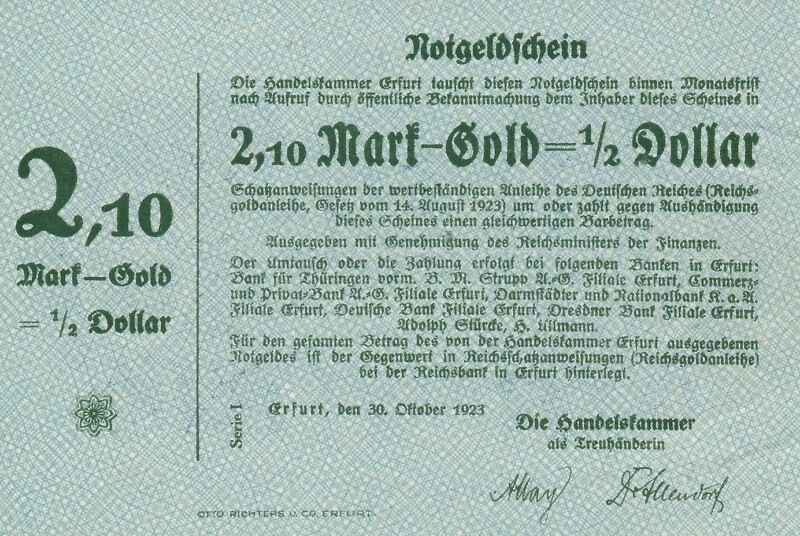 Notgeldschein
Die Handelskammer Erfurt tauscht diesen Notgeldschein binnen Monatsfrist
nach Aufruf durch öffentliche Bekanntmachung dem Inhaber dieses Scheines in
2,10 Mark-Gold = 1/2 Dollar
Schatzanweisungen der wertbeständigen Anleihe des Deutschen Reiches (Reichs-
goldanleihe, Gesetz vom 14. August 1923) um oder zahlt gegen Aushändigung
dieses Scheines einen gleichwertigen Barbetrag.
Ausgegeben mit Genehmigung des Reichsministers der Finanzen.
Der Umtausch oder die Zahlung erfolgt bei folgenden Banken in Erfurt:
Bank für Thüringen vorm. B. M. Strupp A.-G. Filiale Erfurt, Commerz-
und Privat-Bank A.-G. Filiale Erfurt, Darmstädter und Nationalbank K. a. A.
Filiale Erfurt, Deutsche Bank Filiale Erfurt, Dresdner Bank Filiale Erfurt,
Adolph Stürcke, H. Ullmann.
Für den gesamten Betrag des von der Handelskammer Erfurt ausgegebenen
Notgeldes ist der Gegenwert in Reichsschatzanweisungen (Reichsgoldanleihe)
bei der Reichsbank in Erfurt hinterlegt.
2,10
Mark-Gold
= 1/2 Dollar
Serie I
Erfurt, den 30. Oktober 1923
Die Handelskammer
als Treuhänderin
OTTO RICHTERS U. CO. ERFURT.